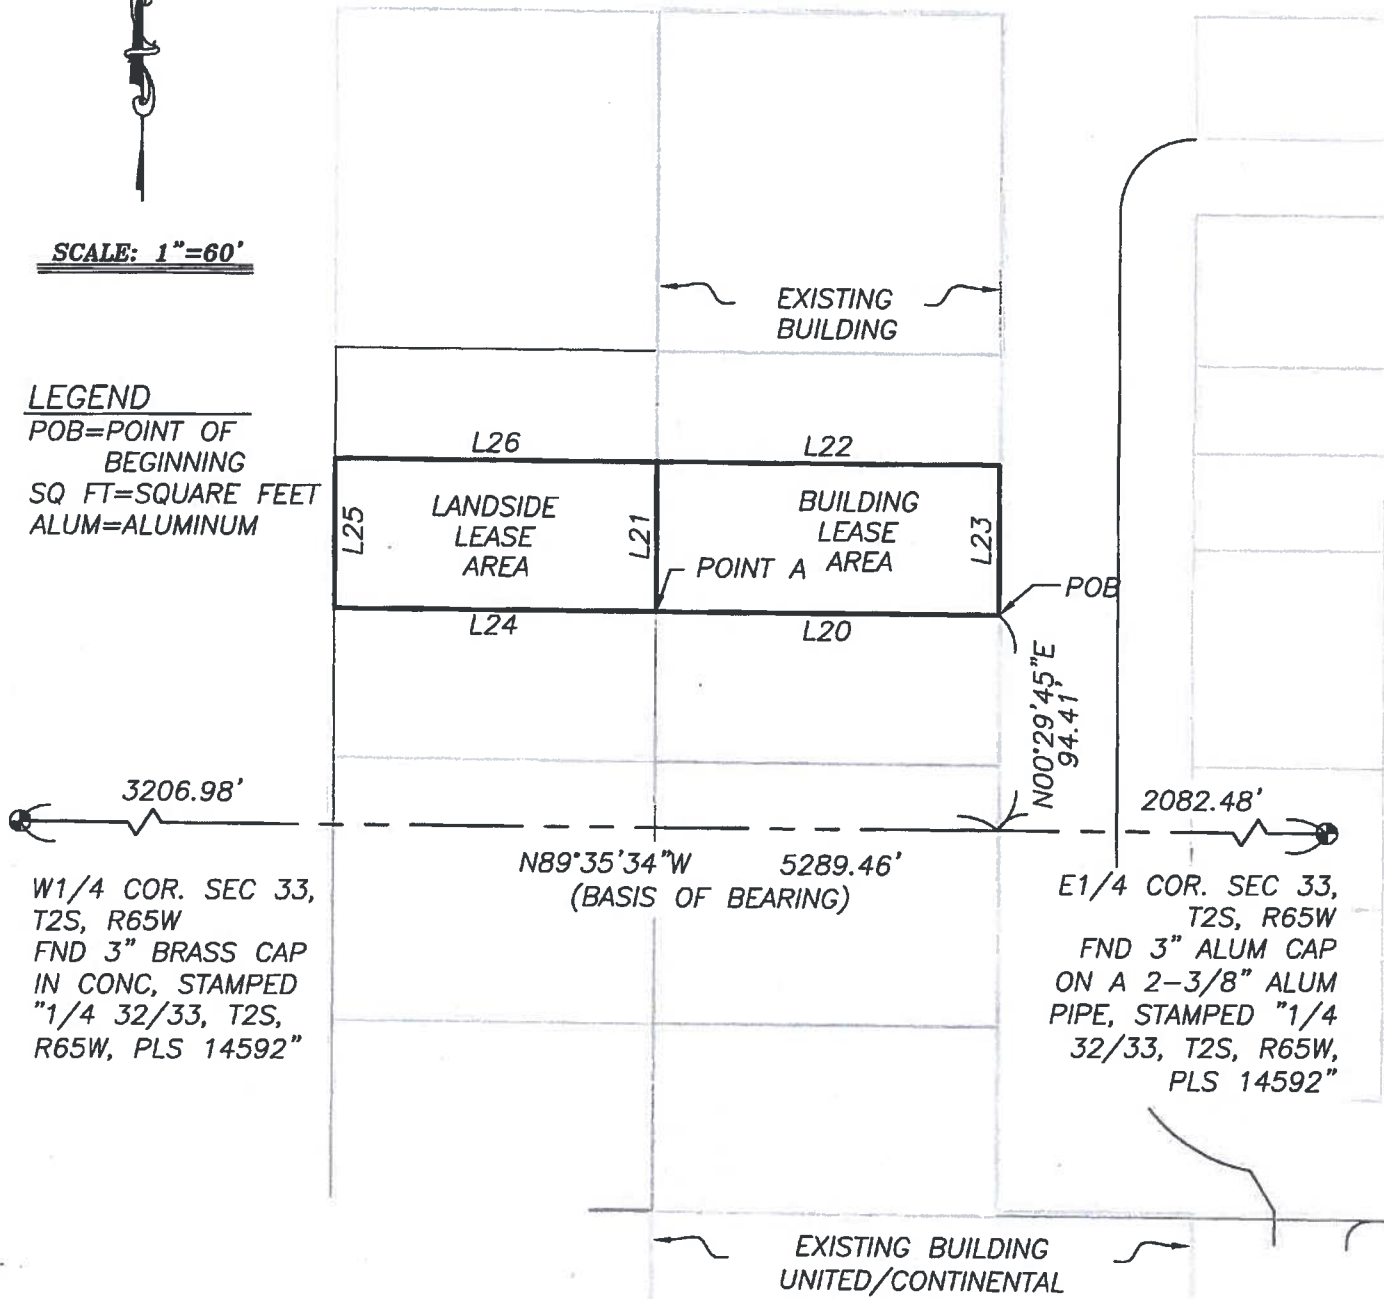 SCALE: 1"=60'
EXISTING
BUILDING
LEGEND
POB=POINT OF
BEGINNING
SQ FT=SQUARE FEET
ALUM=ALUMINUM
L26
L22
L25
LANDSIDE
LEASE
AREA
L21
BUILDING
LEASE
AREA
L23
POINT A
POB
L24
L20
N00°29'45"E
94.41'
3206.98'
2082.48'
N89°35'34"W 5289.46'
(BASIS OF BEARING)
W1/4 COR. SEC 33,
T2S, R65W
FND 3" BRASS CAP
IN CONC, STAMPED
"1/4 32/33, T2S,
R65W, PLS 14592"
E1/4 COR. SEC 33,
T2S, R65W
FND 3" ALUM CAP
ON A 2-3/8" ALUM
PIPE, STAMPED "1/4
32/33, T2S, R65W,
PLS 14592"
EXISTING BUILDING
UNITED/CONTINENTAL